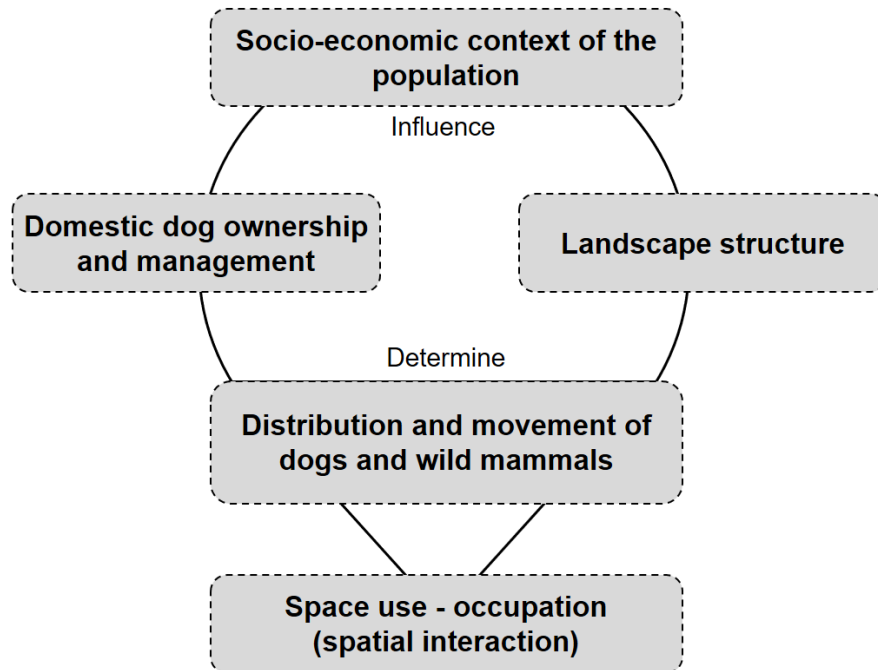 Socio-economic context of the
population
Influence
Domestic dog ownership
and management
Landscape structure
Determine
Distribution and movement of
dogs and wild mammals
Space use - occupation
(spatial interaction)